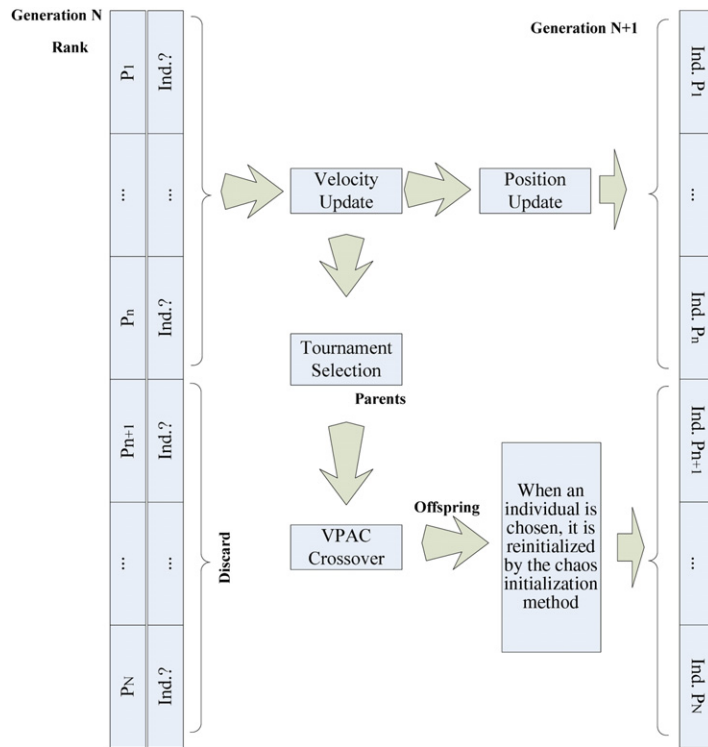 Generation N
Rank
P1
Ind.?
...
...
Pn
Ind.?
Pn+1
Ind.?
...
...
PN
Ind.?
Discard
Velocity
Update
Position
Update
Tournament
Selection
Parents
VPAC
Crossover
Offspring
When an
individual is
chosen, it is
reinitialized
by the chaos
initialization
method
Generation N+1
Ind. P1
...
Ind. Pn
Ind. Pn+1
...
Ind. PN